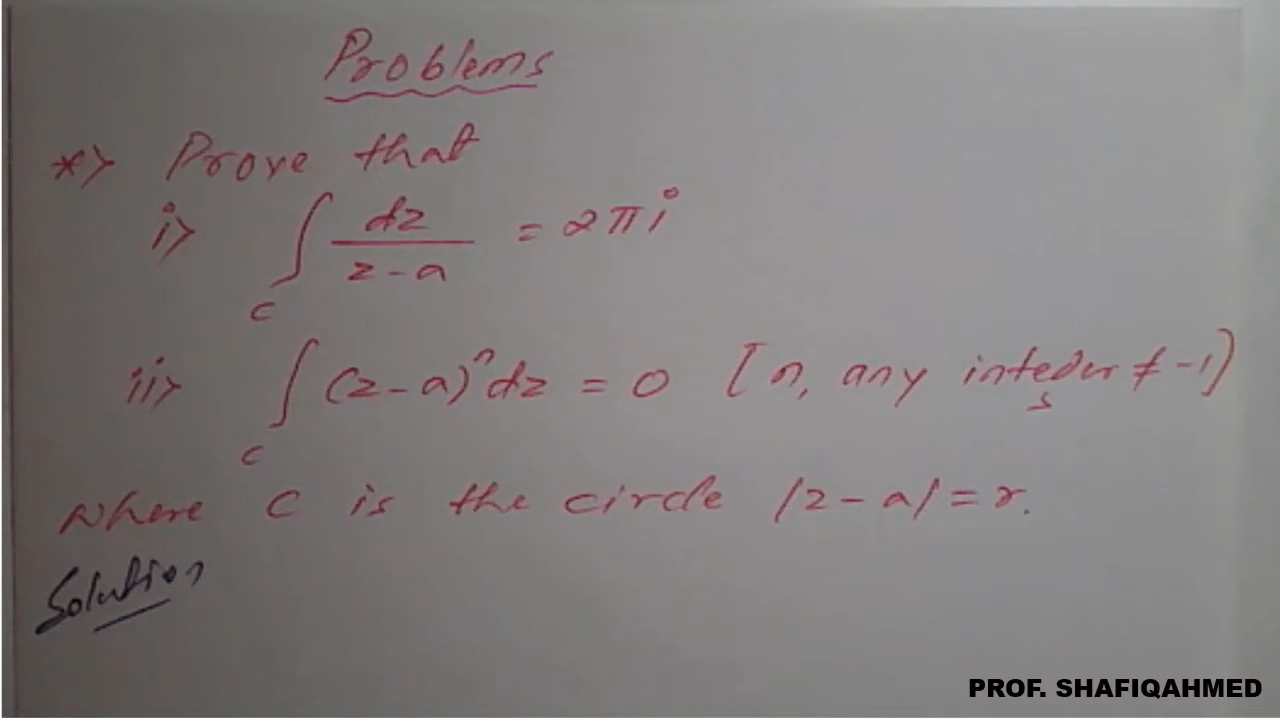 Problems
*> Prove that
i> ∫_C dz/(z-a) = 2πi
ii> ∫_C (z-a)^n dz = 0 [n, any integer ≠ -1)
where C is the circle |z-a|=r.
Solution
PROF. SHAFIQAHMED